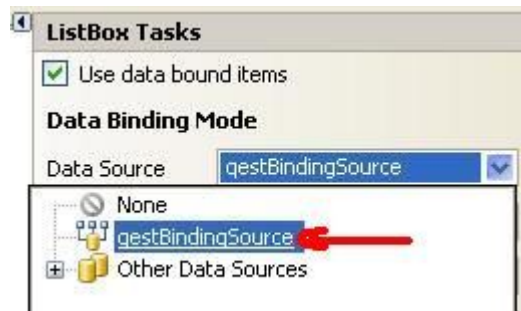 ListBox Tasks
Use data bound items
Data Binding Mode
Data Source qestBindingSource
None
qestBindingSource
Other Data Sources